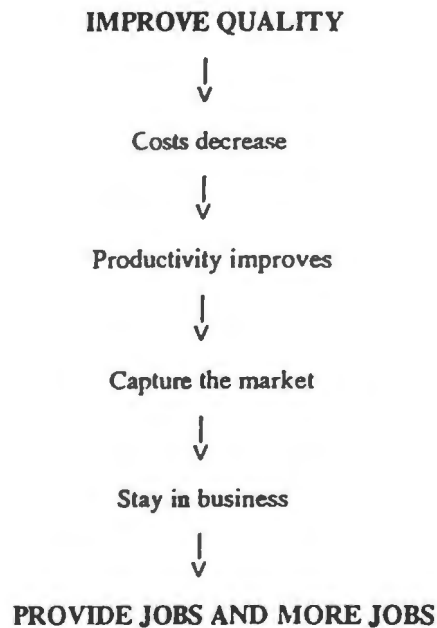 IMPROVE QUALITY
Costs decrease
Productivity improves
Capture the market
Stay in business
PROVIDE JOBS AND MORE JOBS